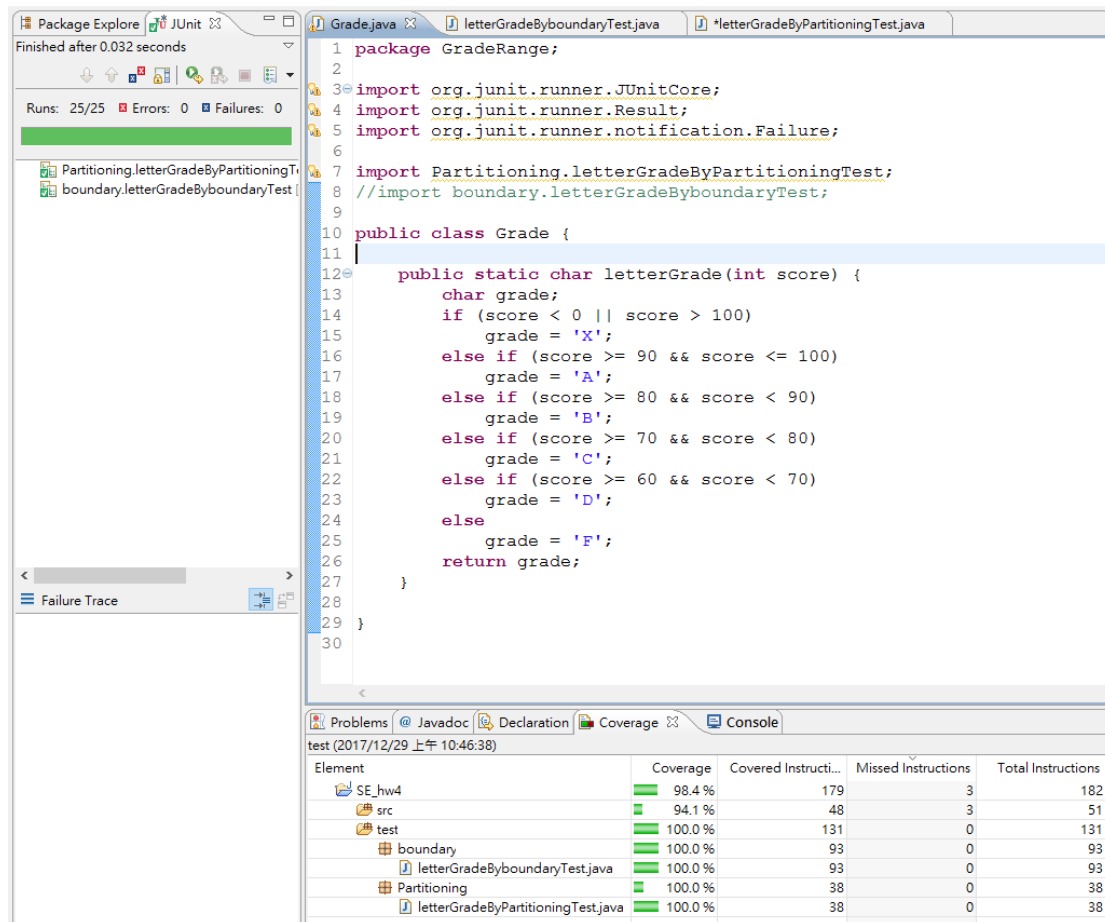 Package Explore JUnit
Finished after 0.032 seconds
Runs: 25/25 Errors: 0 Failures: 0
Partitioning.letterGradeByPartitioningT
boundary.letterGradeByboundaryTest [
Failure Trace
Grade.java letterGradeByboundaryTest.java *letterGradeByPartitioningTest.java
1 package GradeRange;
2
3 import org.junit.runner.JUnitCore;
4 import org.junit.runner.Result;
5 import org.junit.runner.notification.Failure;
6
7 import Partitioning.letterGradeByPartitioningTest;
8 //import boundary.letterGradeByboundaryTest;
9
10 public class Grade {
11
12     public static char letterGrade(int score) {
13         char grade;
14         if (score < 0 || score > 100)
15             grade = 'X';
16         else if (score >= 90 && score <= 100)
17             grade = 'A';
18         else if (score >= 80 && score < 90)
19             grade = 'B';
20         else if (score >= 70 && score < 80)
21             grade = 'C';
22         else if (score >= 60 && score < 70)
23             grade = 'D';
24         else
25             grade = 'F';
26         return grade;
27     }
28
29 }
30
Problems @ Javadoc Declaration Coverage Console
test (2017/12/29 上午 10:46:38)
Element Coverage Covered Instructi... Missed Instructions Total Instructions
SE_hw4 98.4 % 179 3 182
src 94.1 % 48 3 51
test 100.0 % 131 0 131
boundary 100.0 % 93 0 93
letterGradeByboundaryTest.java 100.0 % 93 0 93
Partitioning 100.0 % 38 0 38
letterGradeByPartitioningTest.java 100.0 % 38 0 38